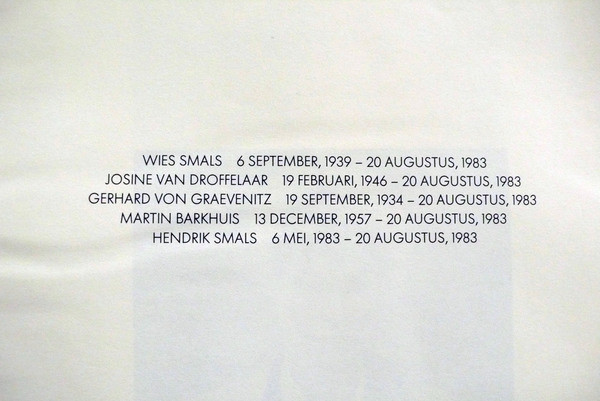 WIES SMALS 6 SEPTEMBER, 1939 – 20 AUGUSTUS, 1983
JOSINE VAN DROFFELAAR 19 FEBRUARI, 1946 – 20 AUGUSTUS, 1983
GERHARD VON GRAEVENITZ 19 SEPTEMBER, 1934 – 20 AUGUSTUS, 1983
MARTIN BARKHUIS 13 DECEMBER, 1957 – 20 AUGUSTUS, 1983
HENDRIK SMALS 6 MEI, 1983 – 20 AUGUSTUS, 1983